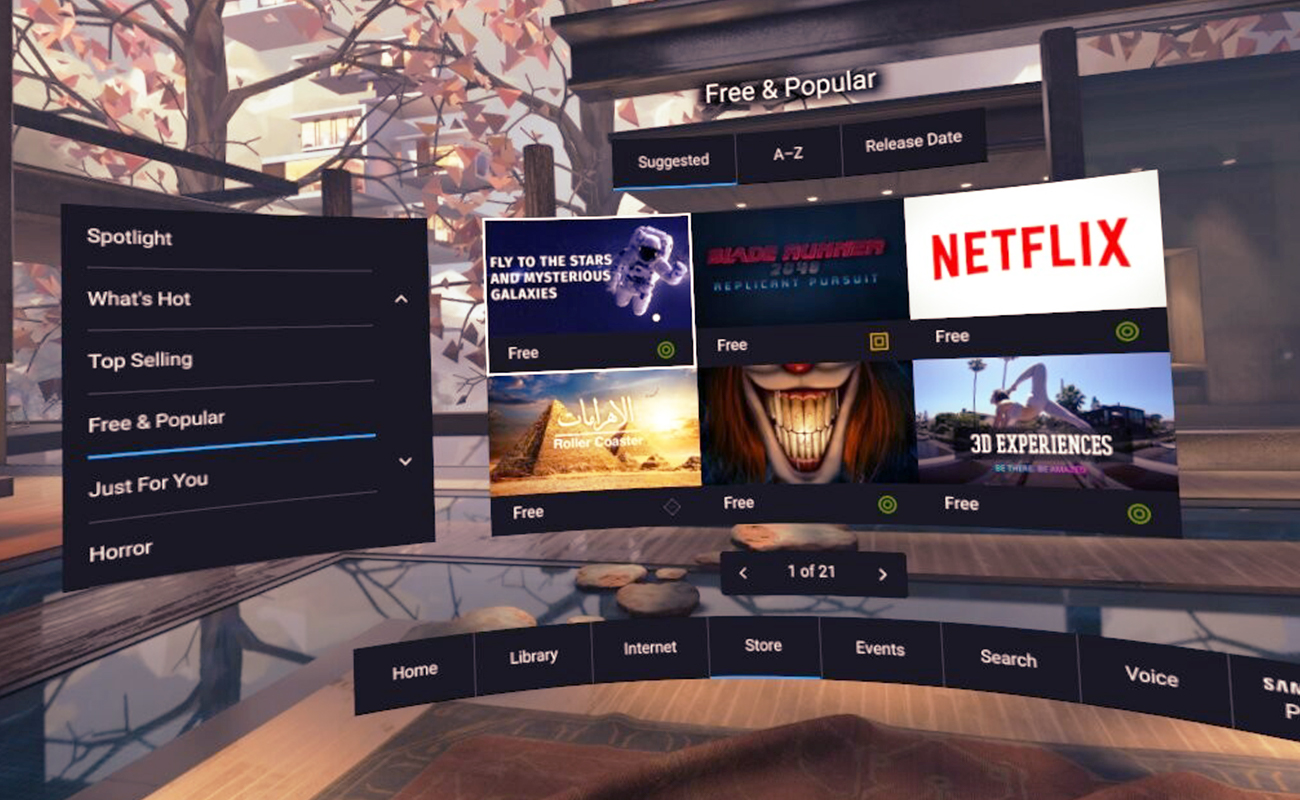 Free & Popular
Suggested
A-Z
Release Date
Spotlight
What's Hot
Top Selling
Free & Popular
Just For You
Horror
FLY TO THE STARS
AND MYSTERIOUS
GALAXIES
Free
BLADE RUNNER
2049
REPLICANT PURSUIT
Free
NETFLIX
Free
الاهرامات
Roller Coaster
Free
Free
3D EXPERIENCES
BE THERE. BE AMAZED
Free
1 of 21
Home
Library
Internet
Store
Events
Search
Voice